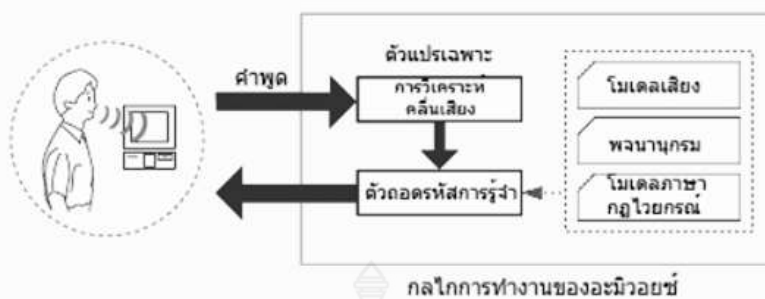 คำพูด
ตัวแปรเฉพาะ
การวิเคราะห์
คลื่นเสียง
ตัวถอดรหัสการรู้จำ
โมเดลเสียง
พจนานุกรม
โมเดลภาษา
กฎไวยกรณ์
กลไกการทำงานของอะมิวอยซ์